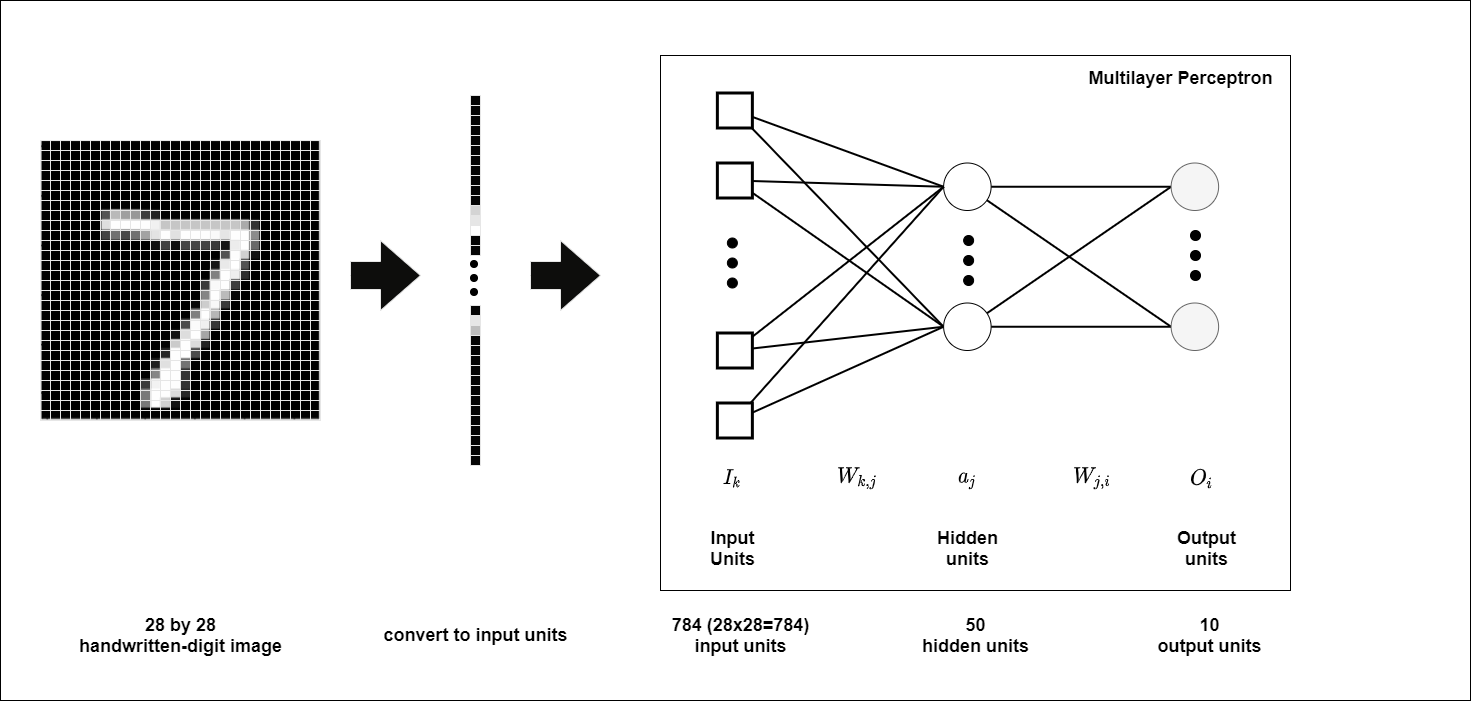 Multilayer Perceptron
I_k
W_{k,j}
a_j
W_{j,i}
O_i
Input
Units
Hidden
units
Output
units
28 by 28
handwritten-digit image
convert to input units
784 (28x28=784)
input units
50
hidden units
10
output units